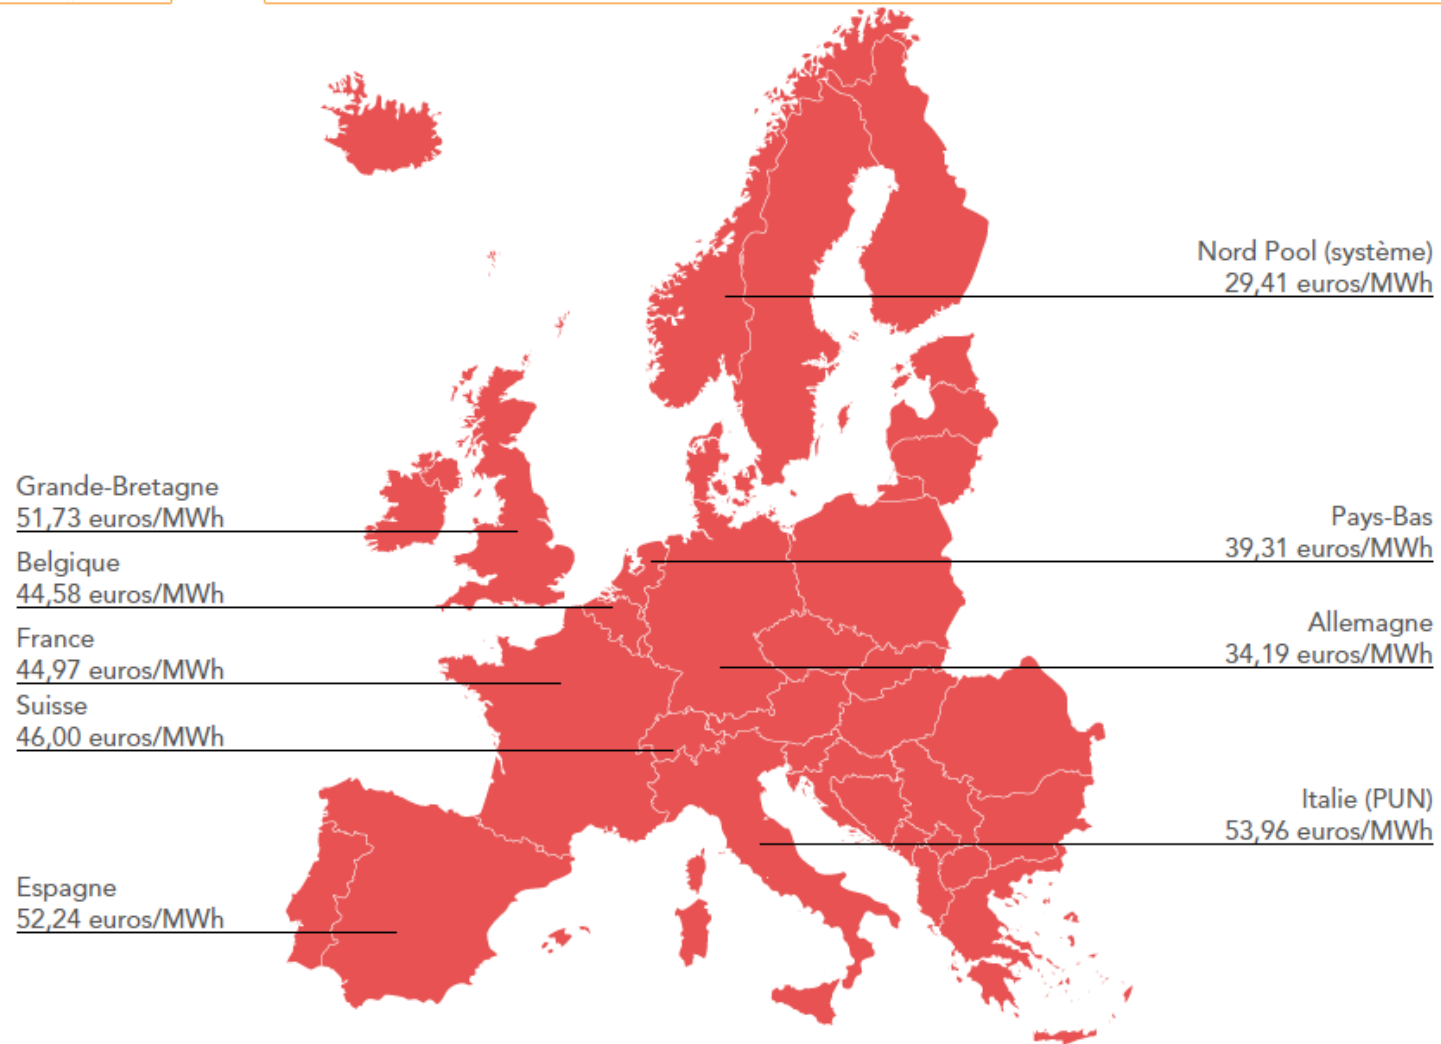 Nord Pool (système)
29,41 euros/MWh
Grande-Bretagne
51,73 euros/MWh
Belgique
44,58 euros/MWh
France
44,97 euros/MWh
Suisse
46,00 euros/MWh
Espagne
52,24 euros/MWh
Pays-Bas
39,31 euros/MWh
Allemagne
34,19 euros/MWh
Italie (PUN)
53,96 euros/MWh